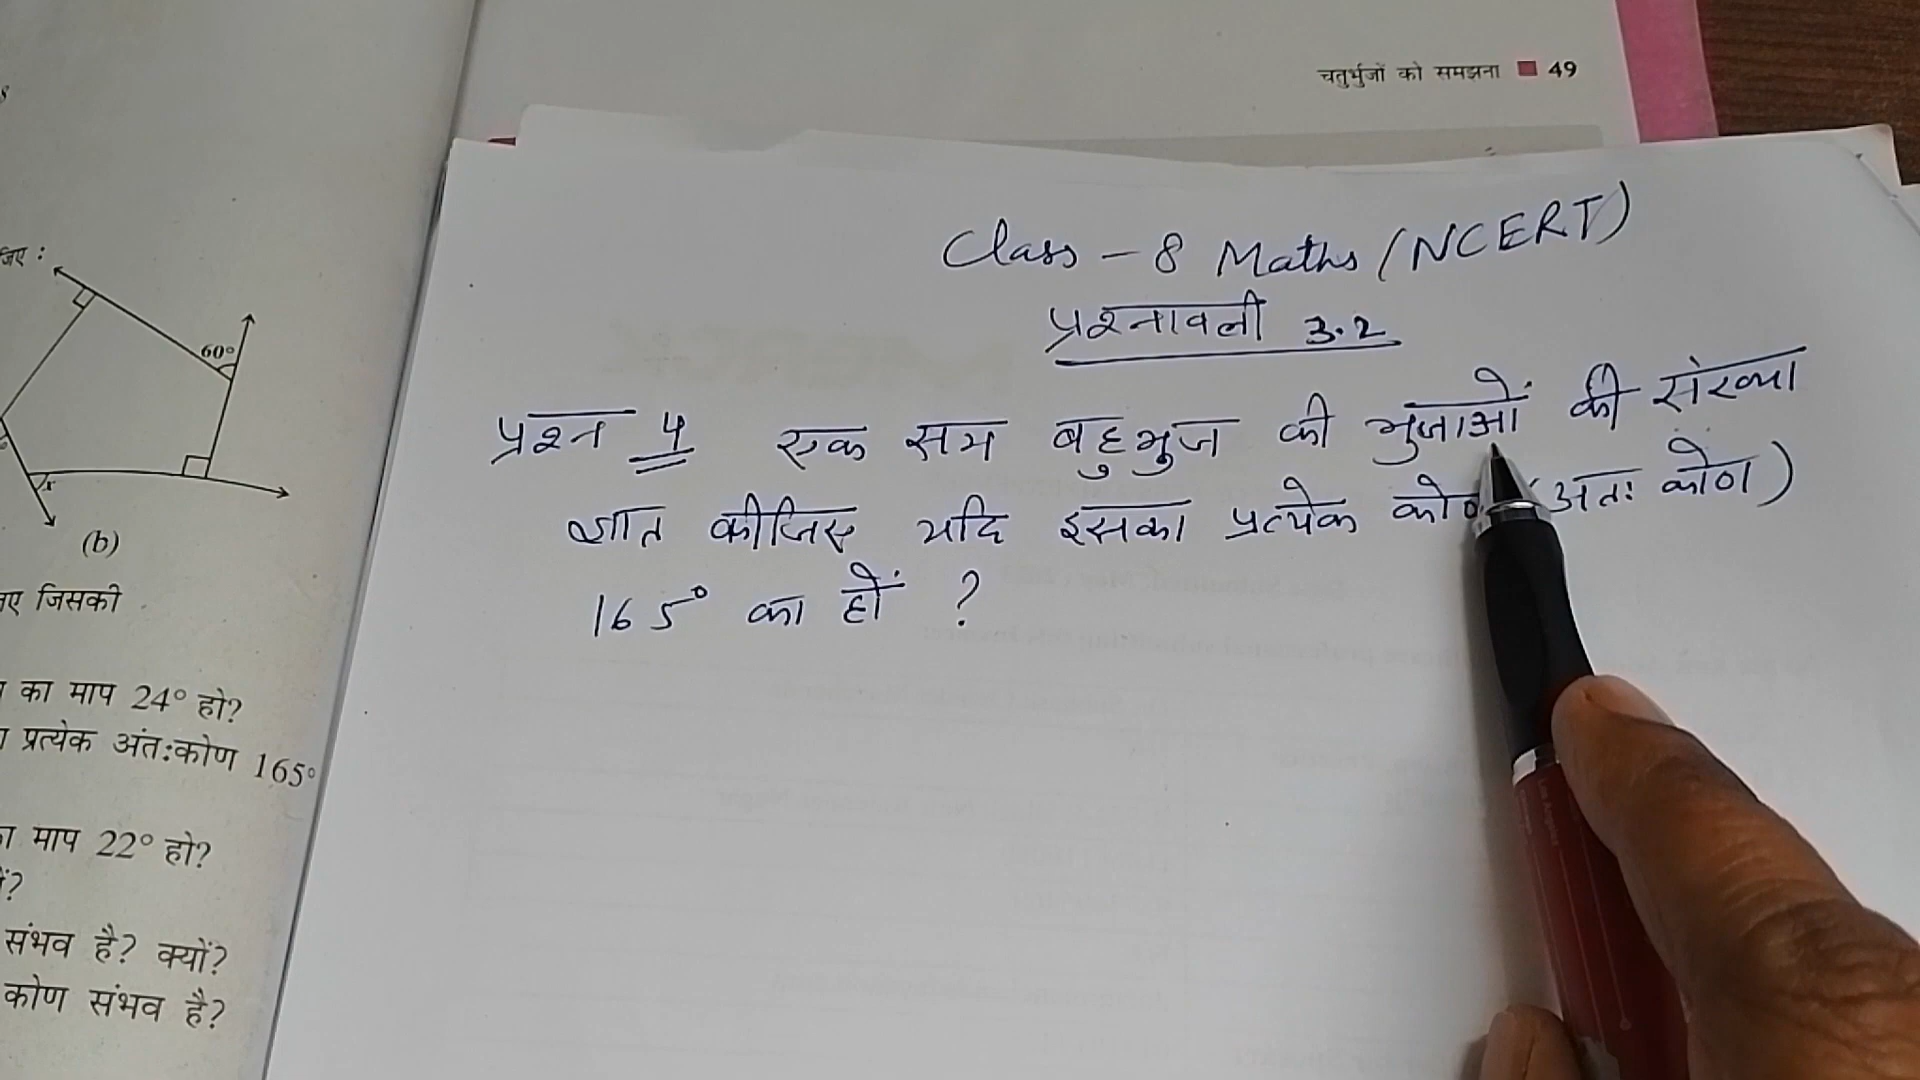 चतुर्भुजों को समझना 49
Class - 8 Maths (NCERT)
प्रश्नावली 3.2
प्रश्न 4 एक सम बहुभुज की भुजाओं की संख्या
ज्ञात कीजिए यदि इसका प्रत्येक कोण (अतः कोण)
165° का हों ?
60°
x
(b)
जिसकी
का माप 24° हो?
प्रत्येक अंत:कोण 165°
माप 22° हो?
संभव है? क्यों?
कोण संभव है?